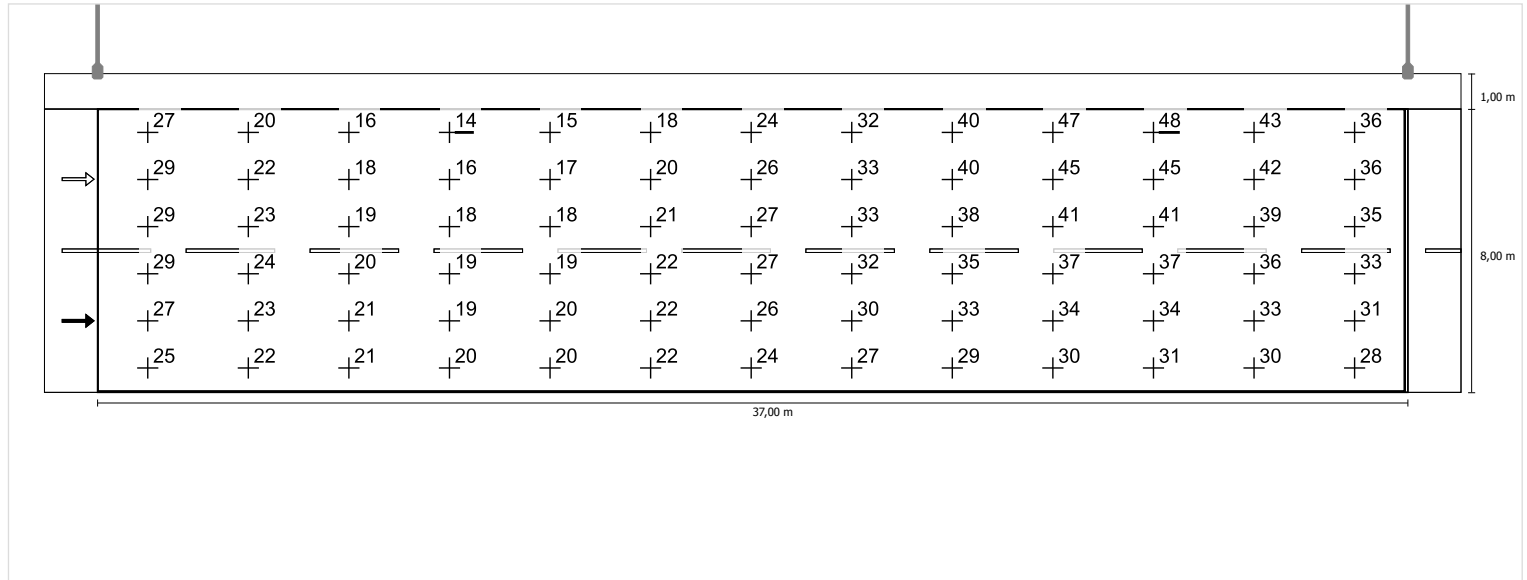 1,00 m
27 20 16 14 15 18 24 32 40 47 48 43 36
29 22 18 16 17 20 26 33 40 45 45 42 36
29 23 19 18 18 21 27 33 38 41 41 39 35
8,00 m
29 24 20 19 19 22 27 32 35 37 37 36 33
27 23 21 19 20 22 26 30 33 34 34 33 31
25 22 21 20 20 22 24 27 29 30 31 30 28
37,00 m